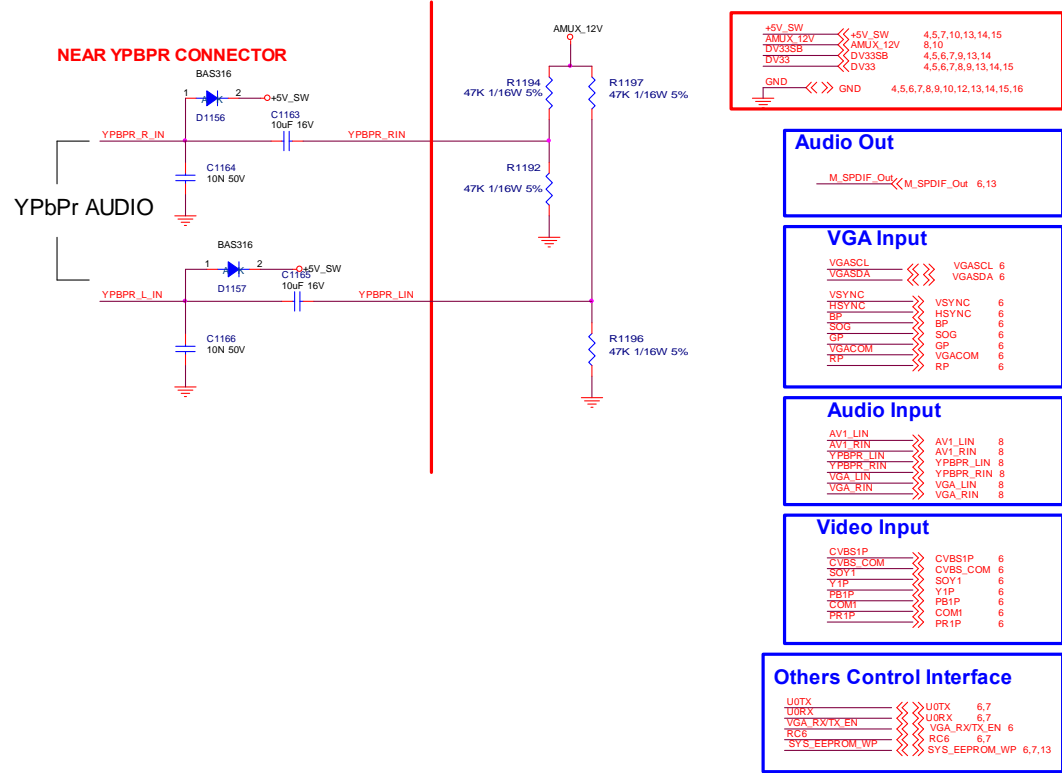 NEAR YPBPR CONNECTOR
BAS316
1
2
+5V_SW
D1156
C1163
10uF 16V
YPBPR_R_IN
YPBPR_RIN
C1164
10N 50V
YPbPr AUDIO
BAS316
1
2
+5V_SW
D1157
C1165
10uF 16V
YPBPR_L_IN
YPBPR_LIN
C1166
10N 50V
AMUX_12V
R1194
47K 1/16W 5%
R1197
47K 1/16W 5%
R1192
47K 1/16W 5%
R1196
47K 1/16W 5%
+5V_SW +5V_SW 4,5,7,10,13,14,15
AMUX_12V AMUX_12V 8,10
DV33SB DV33SB 4,5,6,7,9,13,14
DV33 DV33 4,5,6,7,8,9,13,14,15
GND GND 4,5,6,7,8,9,10,12,13,14,15,16
Audio Out
M_SPDIF_Out M_SPDIF_Out 6,13
VGA Input
VGASCL VGASCL 6
VGASDA VGASDA 6
VSYNC VSYNC 6
HSYNC HSYNC 6
BP BP 6
SOG SOG 6
GP GP 6
VGACOM VGACOM 6
RP RP 6
Audio Input
AV1_LIN AV1_LIN 8
AV1_RIN AV1_RIN 8
YPBPR_LIN YPBPR_LIN 8
YPBPR_RIN YPBPR_RIN 8
VGA_LIN VGA_LIN 8
VGA_RIN VGA_RIN 8
Video Input
CVBS1P CVBS1P 6
CVBS_COM CVBS_COM 6
SOY1 SOY1 6
Y1P Y1P 6
PB1P PB1P 6
COM1 COM1 6
PR1P PR1P 6
Others Control Interface
U0TX U0TX 6,7
U0RX U0RX 6,7
VGA_RX/TX_EN VGA_RX/TX_EN 6
RC6 RC6 6,7
SYS_EEPROM_WP SYS_EEPROM_WP 6,7,13